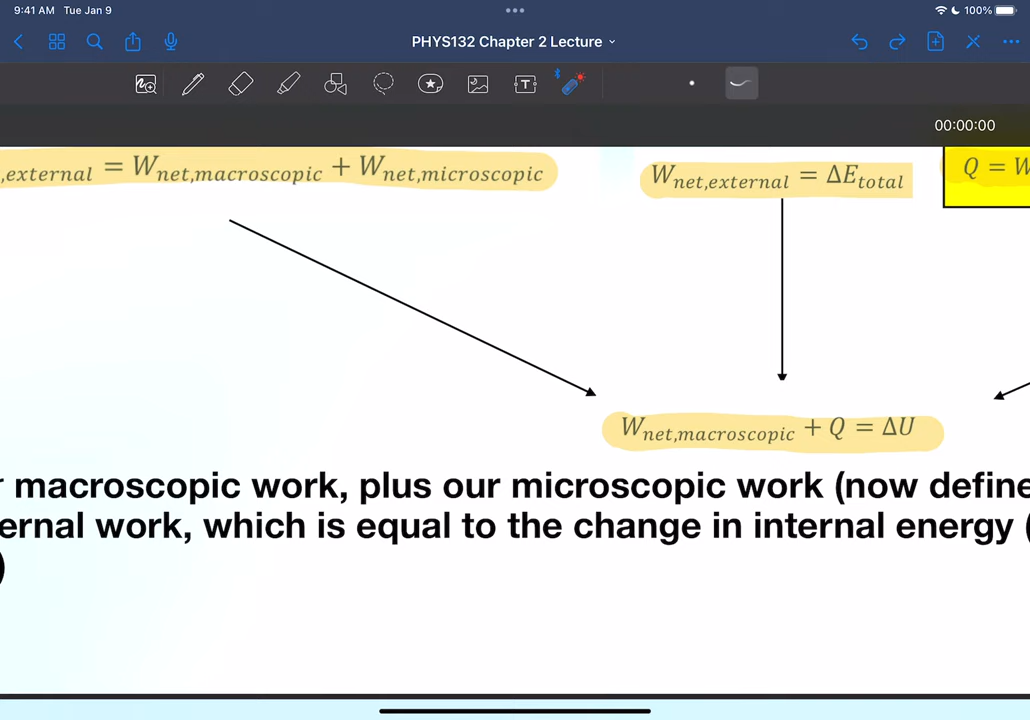 9:41 AM Tue Jan 9
100%
PHYS132 Chapter 2 Lecture
00:00:00
,external = W_net,macroscopic + W_net,microscopic
W_net,external = ΔE_total
Q = W
W_net,macroscopic + Q = ΔU
r macroscopic work, plus our microscopic work (now define
ernal work, which is equal to the change in internal energy (
)